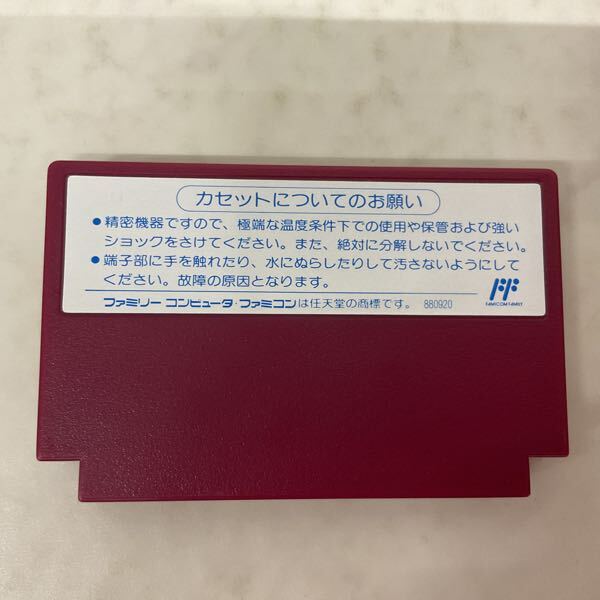 カセットについてのお願い
●精密機器ですので、極端な温度条件下での使用や保管および強い
ショックをさけてください。また、絶対に分解しないでください。
●端子部に手を触れたり、水にぬらしたりして汚さないようにして
ください。故障の原因となります。
ファミリー コンピュータ・ファミコンは任天堂の商標です。 880920
FAMICOM FAMILY